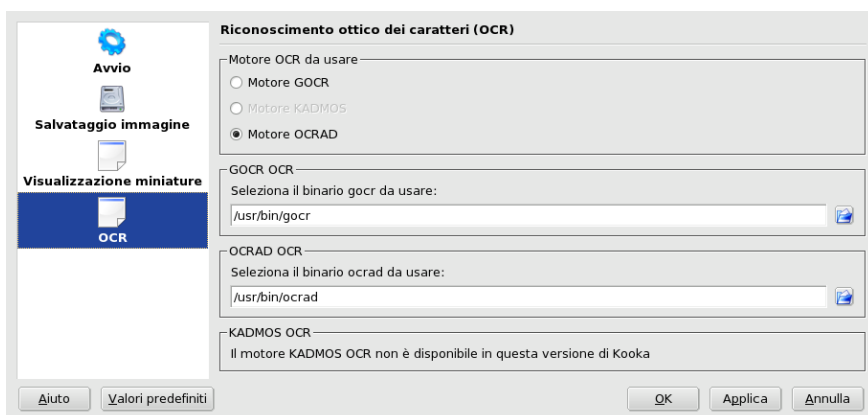 Avvio
Salvataggio immagine
Visualizzazione miniature
OCR
Riconoscimento ottico dei caratteri (OCR)
Motore OCR da usare
Motore GOCR
Motore KADMOS
Motore OCRAD
GOCR OCR
Seleziona il binario gocr da usare:
/usr/bin/gocr
OCRAD OCR
Seleziona il binario ocrad da usare:
/usr/bin/ocrad
KADMOS OCR
Il motore KADMOS OCR non è disponibile in questa versione di Kooka
Aiuto Valori predefiniti OK Applica Annulla